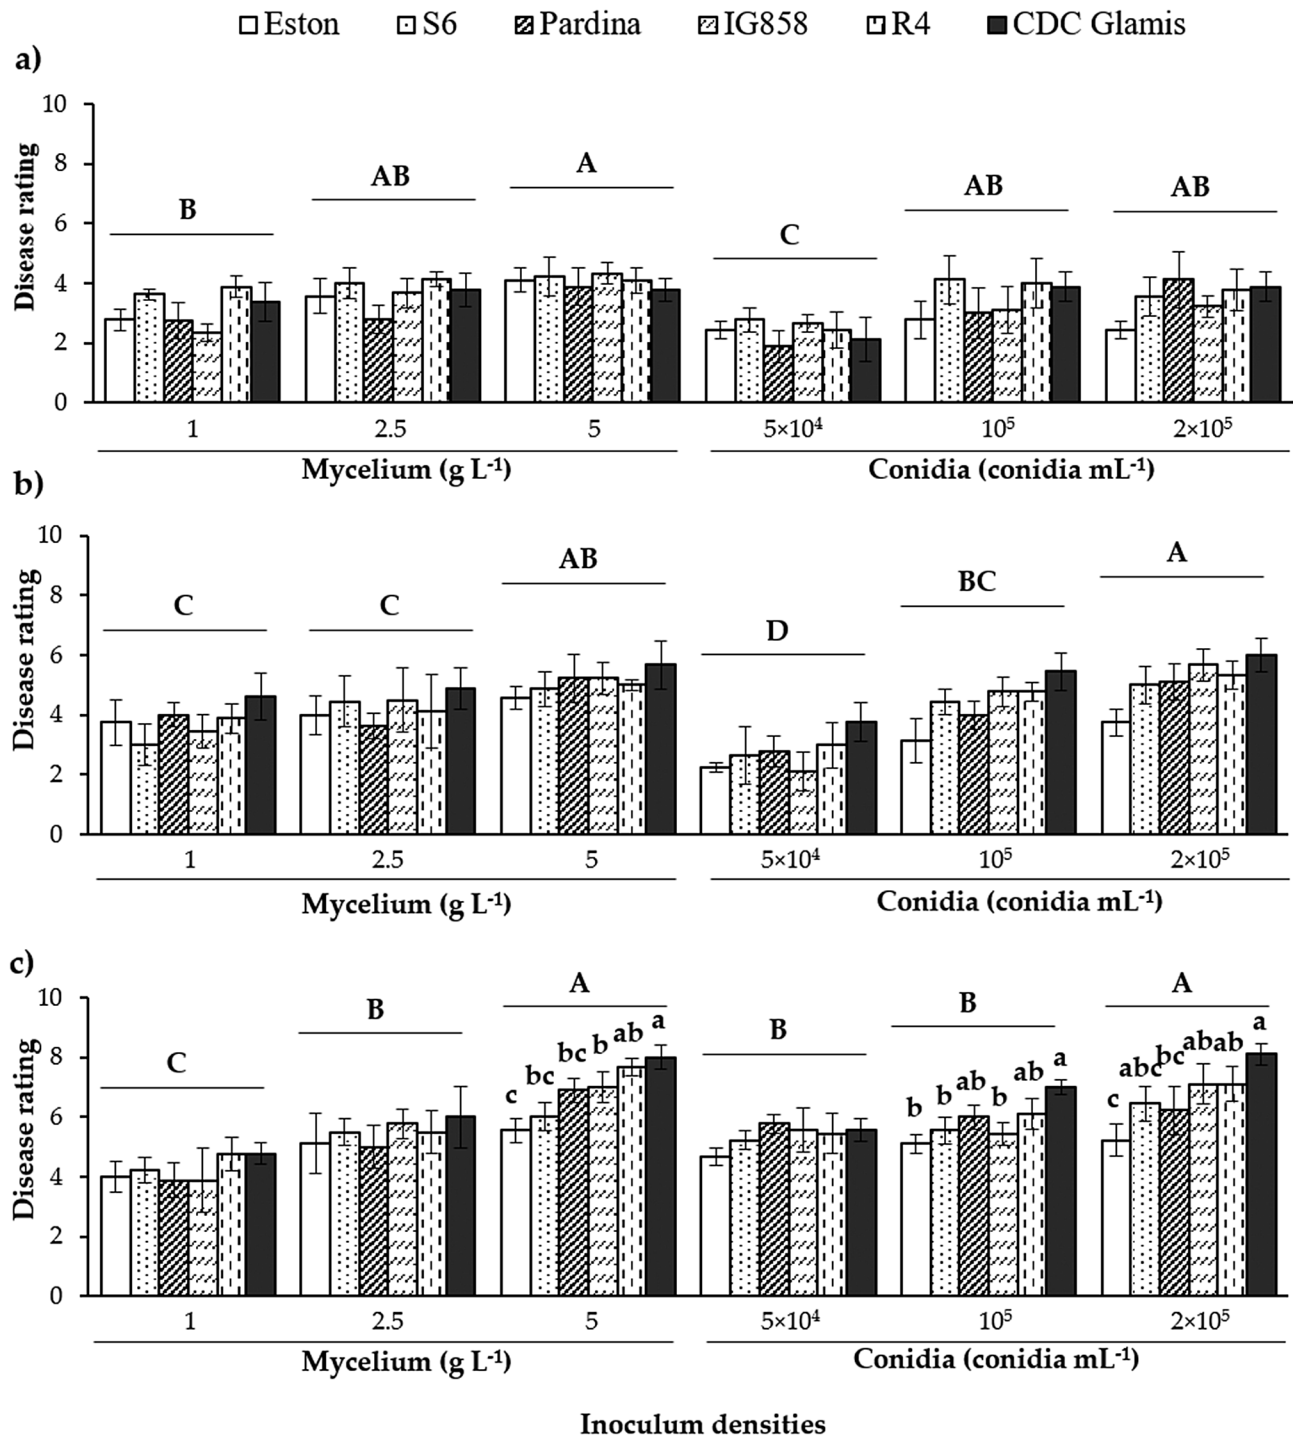 Eston S6 Pardina IG858 R4 CDC Glamis
a)
Disease rating
10
8
6
4
2
0
B AB A C AB AB
1 2.5 5 5×10⁴ 10⁵ 2×10⁵
Mycelium (g L⁻¹) Conidia (conidia mL⁻¹)
b)
Disease rating
10
8
6
4
2
0
C C AB D BC A
1 2.5 5 5×10⁴ 10⁵ 2×10⁵
Mycelium (g L⁻¹) Conidia (conidia mL⁻¹)
c)
Disease rating
10
8
6
4
2
0
C B A B B A
c bc bc b ab a b b ab b ab a c abc bc ab ab a
1 2.5 5 5×10⁴ 10⁵ 2×10⁵
Mycelium (g L⁻¹) Conidia (conidia mL⁻¹)
Inoculum densities